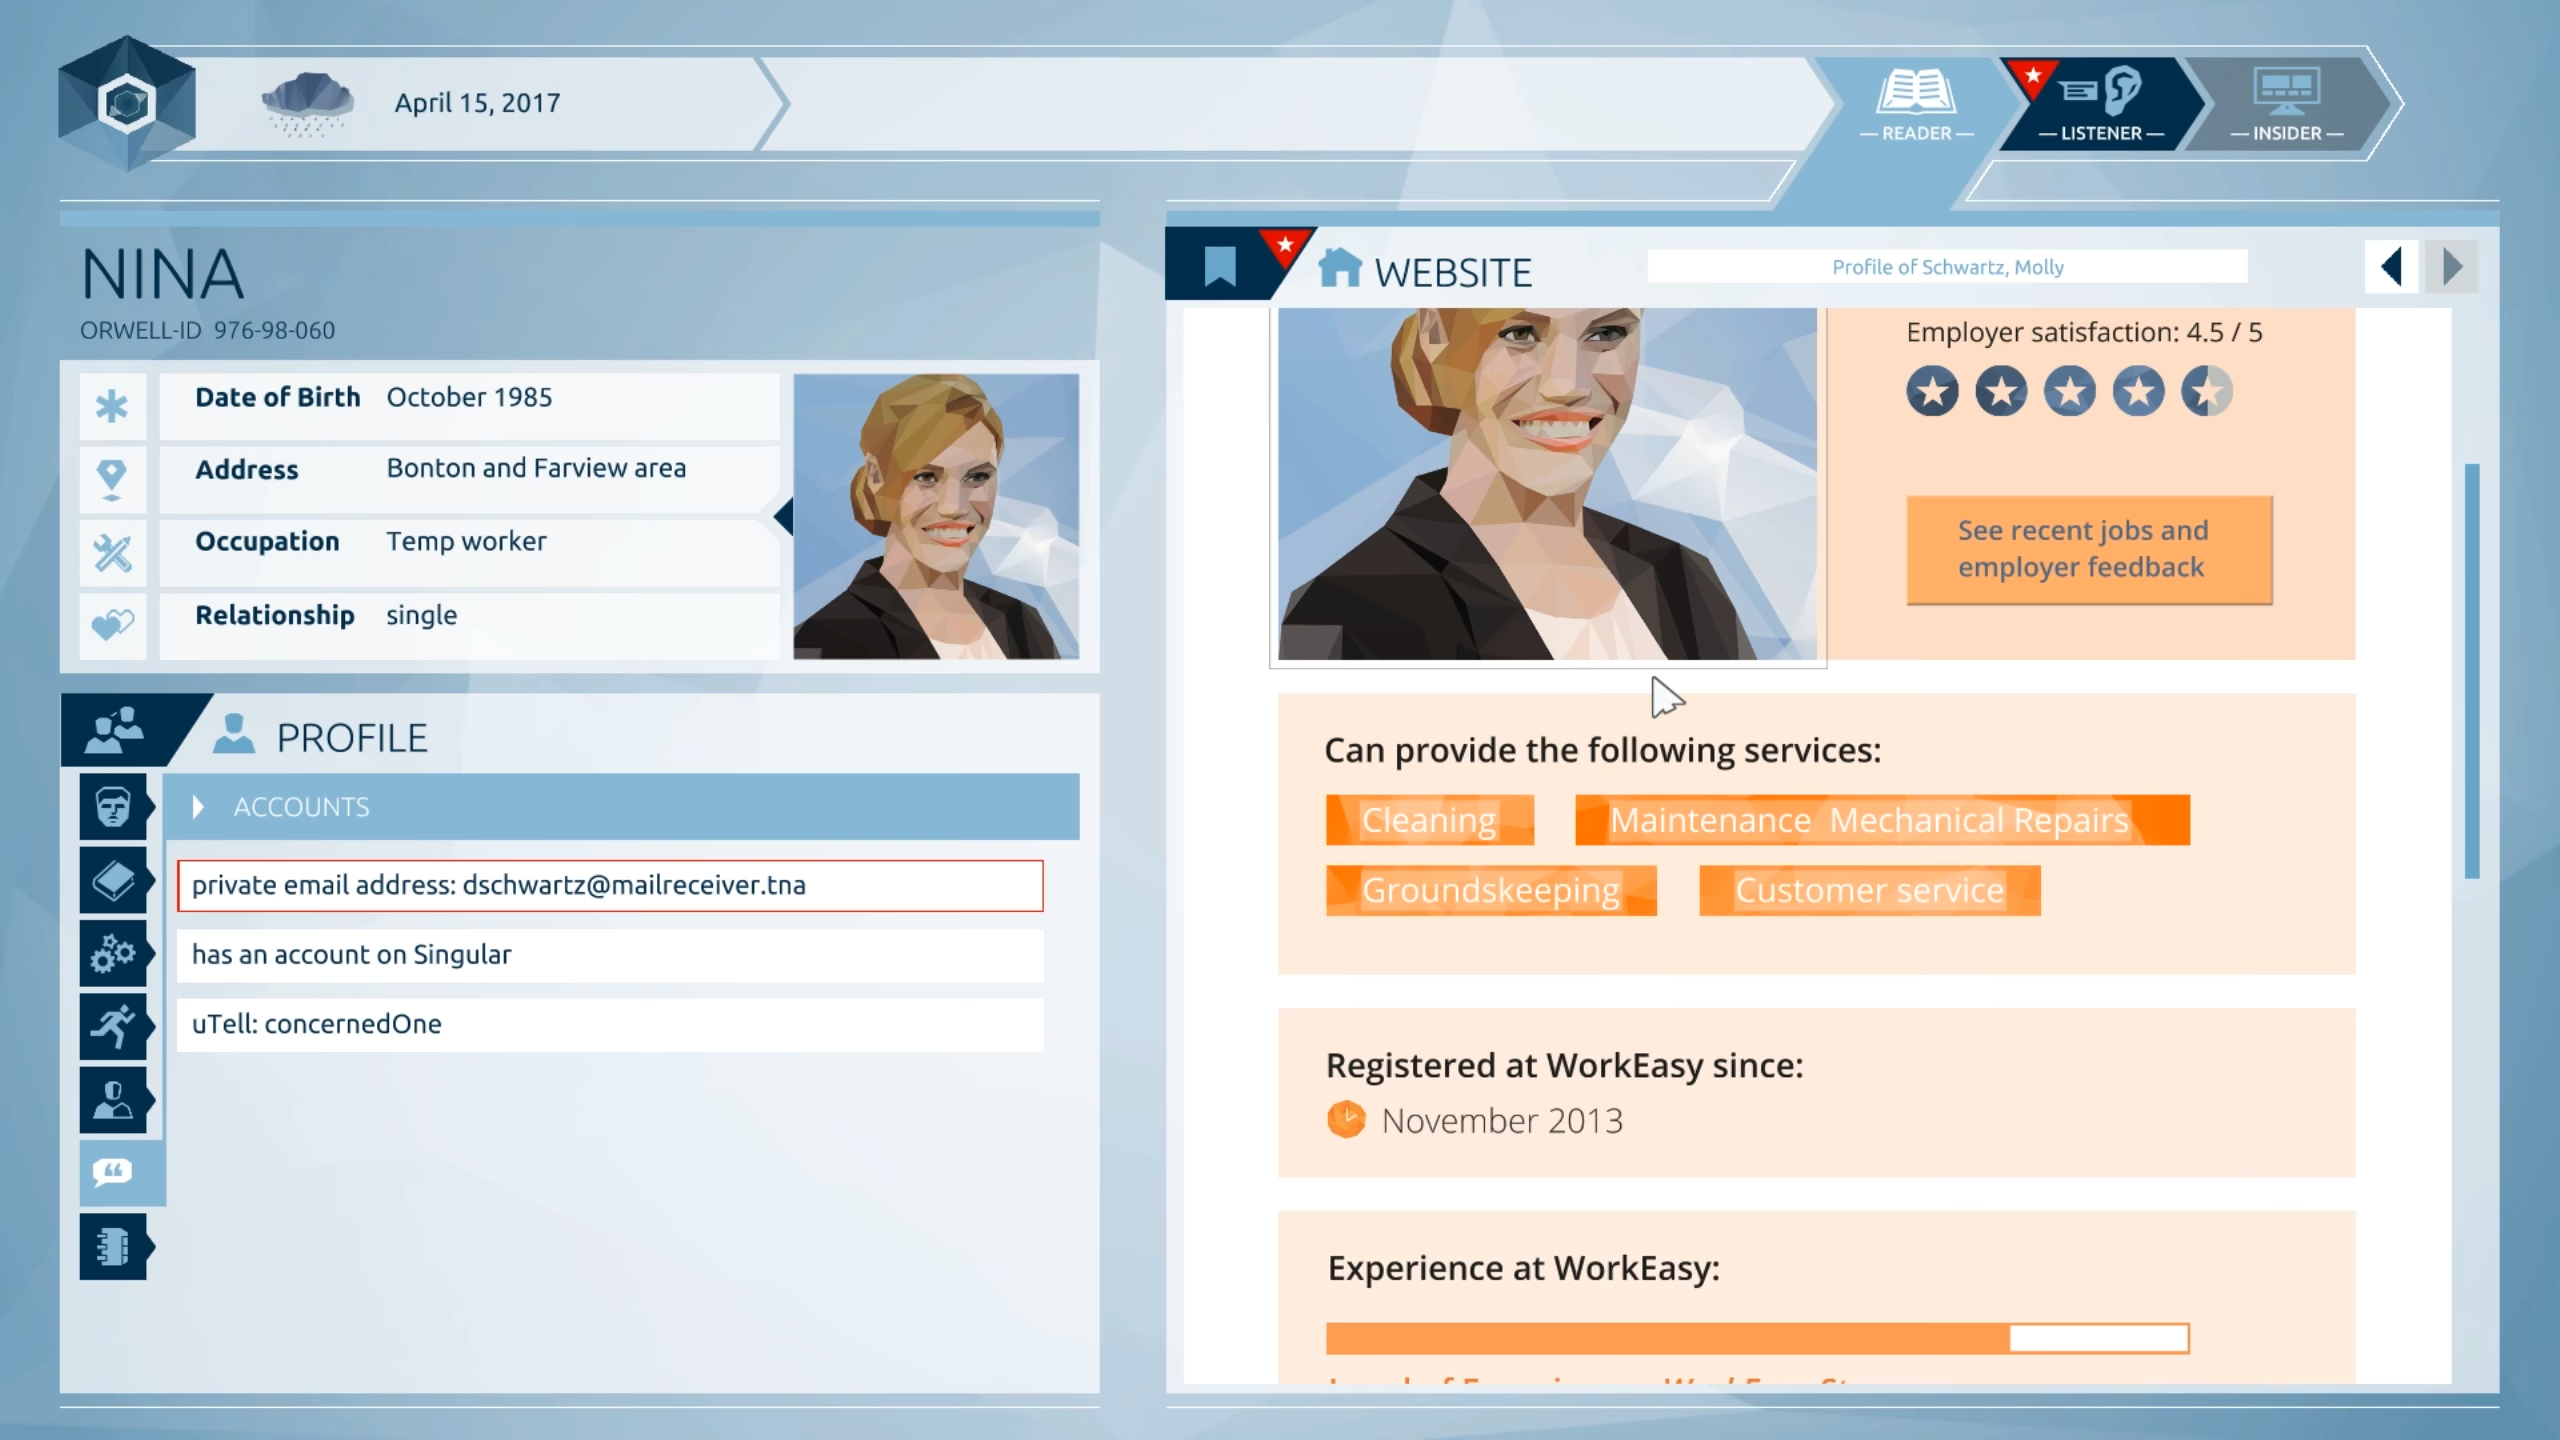 April 15, 2017
— READER —
— LISTENER —
— INSIDER —
NINA
ORWELL-ID 976-98-060
Date of Birth October 1985
Address Bonton and Farview area
Occupation Temp worker
Relationship single
PROFILE
ACCOUNTS
private email address: dschwartz@mailreceiver.tna
has an account on Singular
uTell: concernedOne
WEBSITE
Profile of Schwartz, Molly
Employer satisfaction: 4.5 / 5
See recent jobs and
employer feedback
Can provide the following services:
Cleaning
Maintenance Mechanical Repairs
Groundskeeping
Customer service
Registered at WorkEasy since:
November 2013
Experience at WorkEasy: